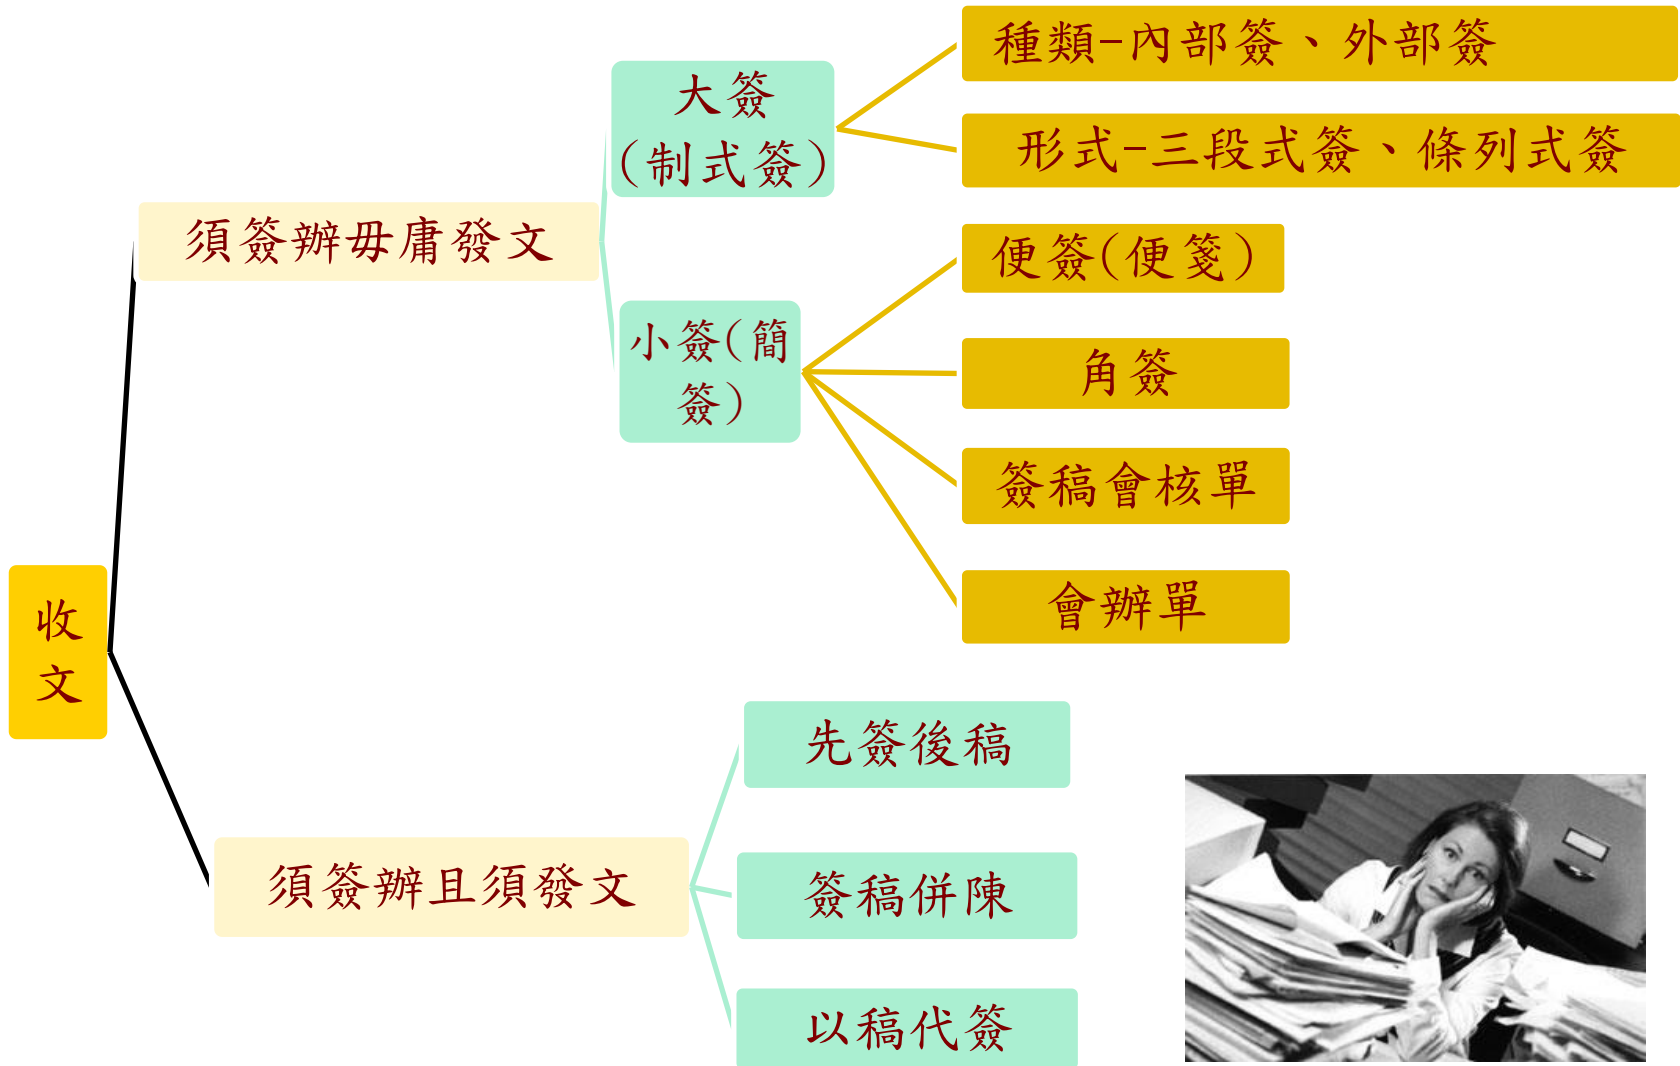 種類-內部簽、外部簽
大簽
(制式簽)
形式-三段式簽、條列式簽
須簽辦毋庸發文
便簽(便箋)
小簽(簡
簽)
角簽
簽稿會核單
會辦單
收
文
先簽後稿
須簽辦且須發文
簽稿併陳
以稿代簽